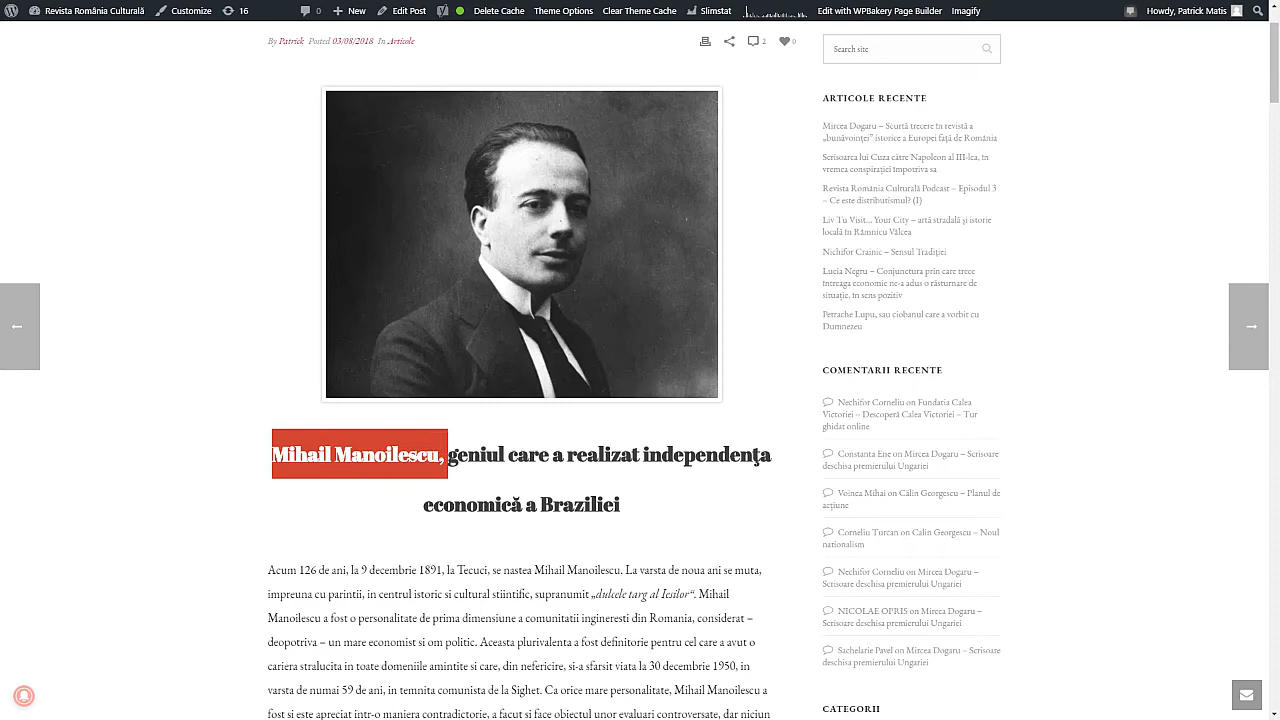 Revista România Culturală Customize 16 0 New Edit Post Delete Cache Theme Options Clear Theme Cache Slimstat Edit with WPBakery Page Builder Imagify Howdy, Patrick Matis
By Patrick Posted 03/08/2018 In Articole 2 0
Mihail Manoilescu, geniul care a realizat independența
economică a Braziliei
Acum 126 de ani, la 9 decembrie 1891, la Tecuci, se nastea Mihail Manoilescu. La varsta de noua ani se muta,
impreuna cu parintii, in centrul istoric si cultural stiintific, supranumit „dulcele targ al Iesilor“. Mihail
Manoilescu a fost o personalitate de prima dimensiune a comunitatii ingineresti din Romania, considerat –
deopotriva – un mare economist si om politic. Aceasta plurivalenta a fost definitorie pentru cel care a avut o
cariera stralucita in toate domeniile amintite si care, din nefericire, si-a sfarsit viata la 30 decembrie 1950, in
varsta de numai 59 de ani, in temnita comunista de la Sighet. Ca orice mare personalitate, Mihail Manoilescu a
fost si este apreciat intr-o maniera contradictorie, a facut si face obiectul unor evaluari controversate, dar niciun
Search site
ARTICOLE RECENTE
Mircea Dogaru – Scurtă trecere în revistă a
„bunăvoinței” istorice a Europei față de România
Scrisoarea lui Cuza către Napoleon al III-lea, în
vremea conspirației împotriva sa
Revista România Culturală Podcast – Episodul 3
– Ce este distributismul? (I)
Liv Tu Visit... Your City – artă stradală și istorie
locală în Râmnicu Vâlcea
Nichifor Crainic – Sensul Tradiției
Lucia Negru – Conjunctura prin care trece
întreaga economie ne-a adus o răsturnare de
situație, în sens pozitiv
Petrache Lupu, sau ciobanul care a vorbit cu
Dumnezeu
COMENTARII RECENTE
Nechifor Corneliu on Fundatia Calea
Victoriei – Descoperă Calea Victoriei – Tur
ghidat online
Constanta Ene on Mircea Dogaru – Scrisoare
deschisa premierului Ungariei
Voinea Mihai on Călin Georgescu – Planul de
acțiune
Corneliu Turcan on Calin Georgescu – Noul
nationalism
Nechifor Corneliu on Mircea Dogaru –
Scrisoare deschisa premierului Ungariei
NICOLAE OPRIS on Mircea Dogaru –
Scrisoare deschisa premierului Ungariei
Sachelarie Pavel on Mircea Dogaru – Scrisoare
deschisa premierului Ungariei
CATEGORII